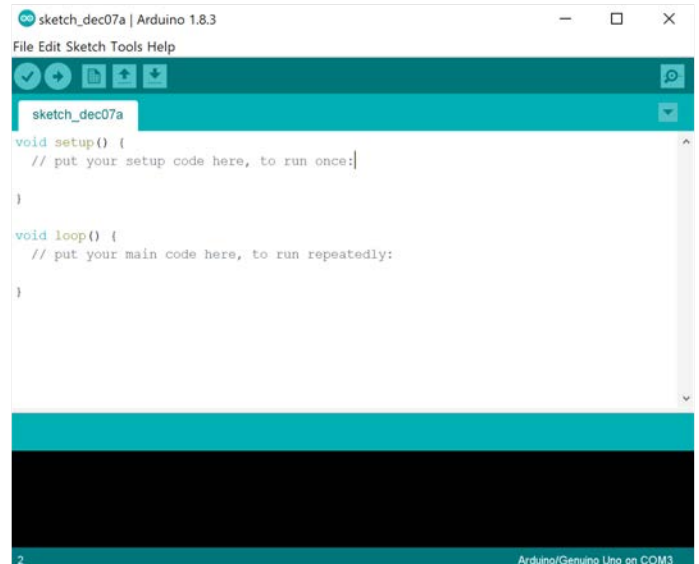 sketch_dec07a | Arduino 1.8.3
File Edit Sketch Tools Help
sketch_dec07a
void setup() {
  // put your setup code here, to run once:
}
void loop() {
  // put your main code here, to run repeatedly:
}
2 Arduino/Genuino Uno on COM3